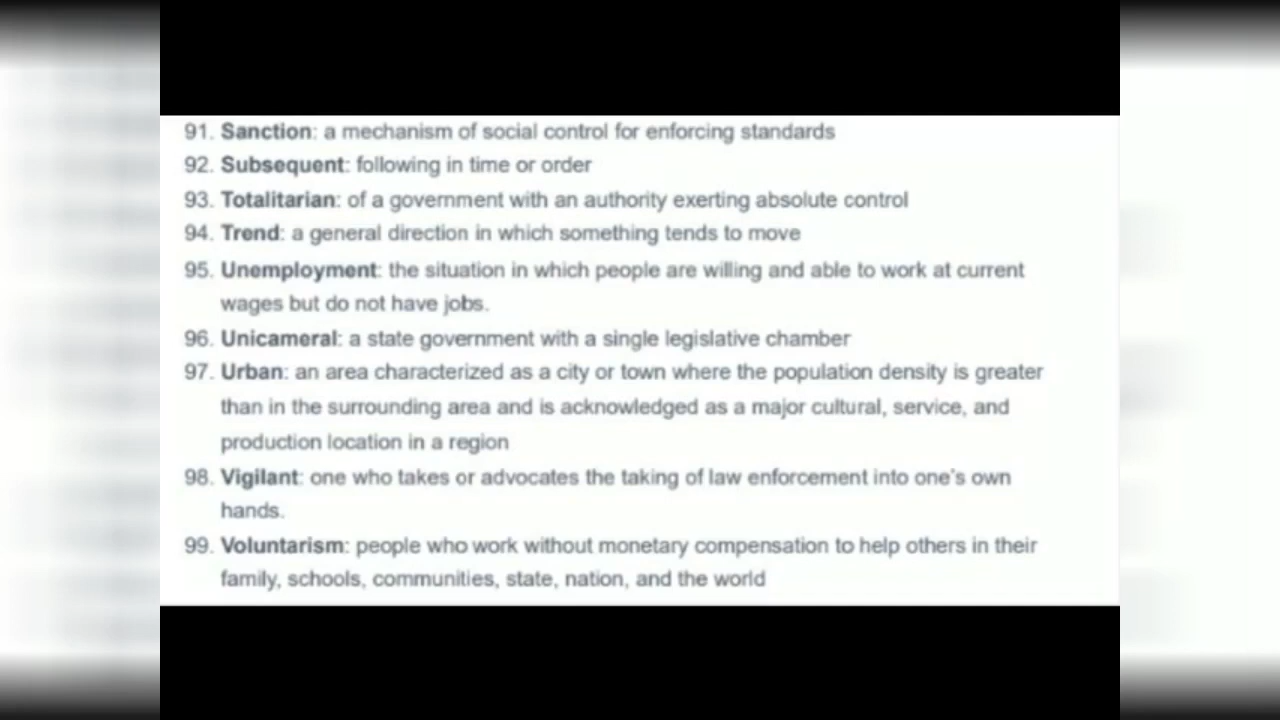 91. Sanction: a mechanism of social control for enforcing standards
92. Subsequent: following in time or order
93. Totalitarian: of a government with an authority exerting absolute control
94. Trend: a general direction in which something tends to move
95. Unemployment: the situation in which people are willing and able to work at current
wages but do not have jobs.
96. Unicameral: a state government with a single legislative chamber
97. Urban: an area characterized as a city or town where the population density is greater
than in the surrounding area and is acknowledged as a major cultural, service, and
production location in a region
98. Vigilant: one who takes or advocates the taking of law enforcement into one's own
hands.
99. Voluntarism: people who work without monetary compensation to help others in their
family, schools, communities, state, nation, and the world